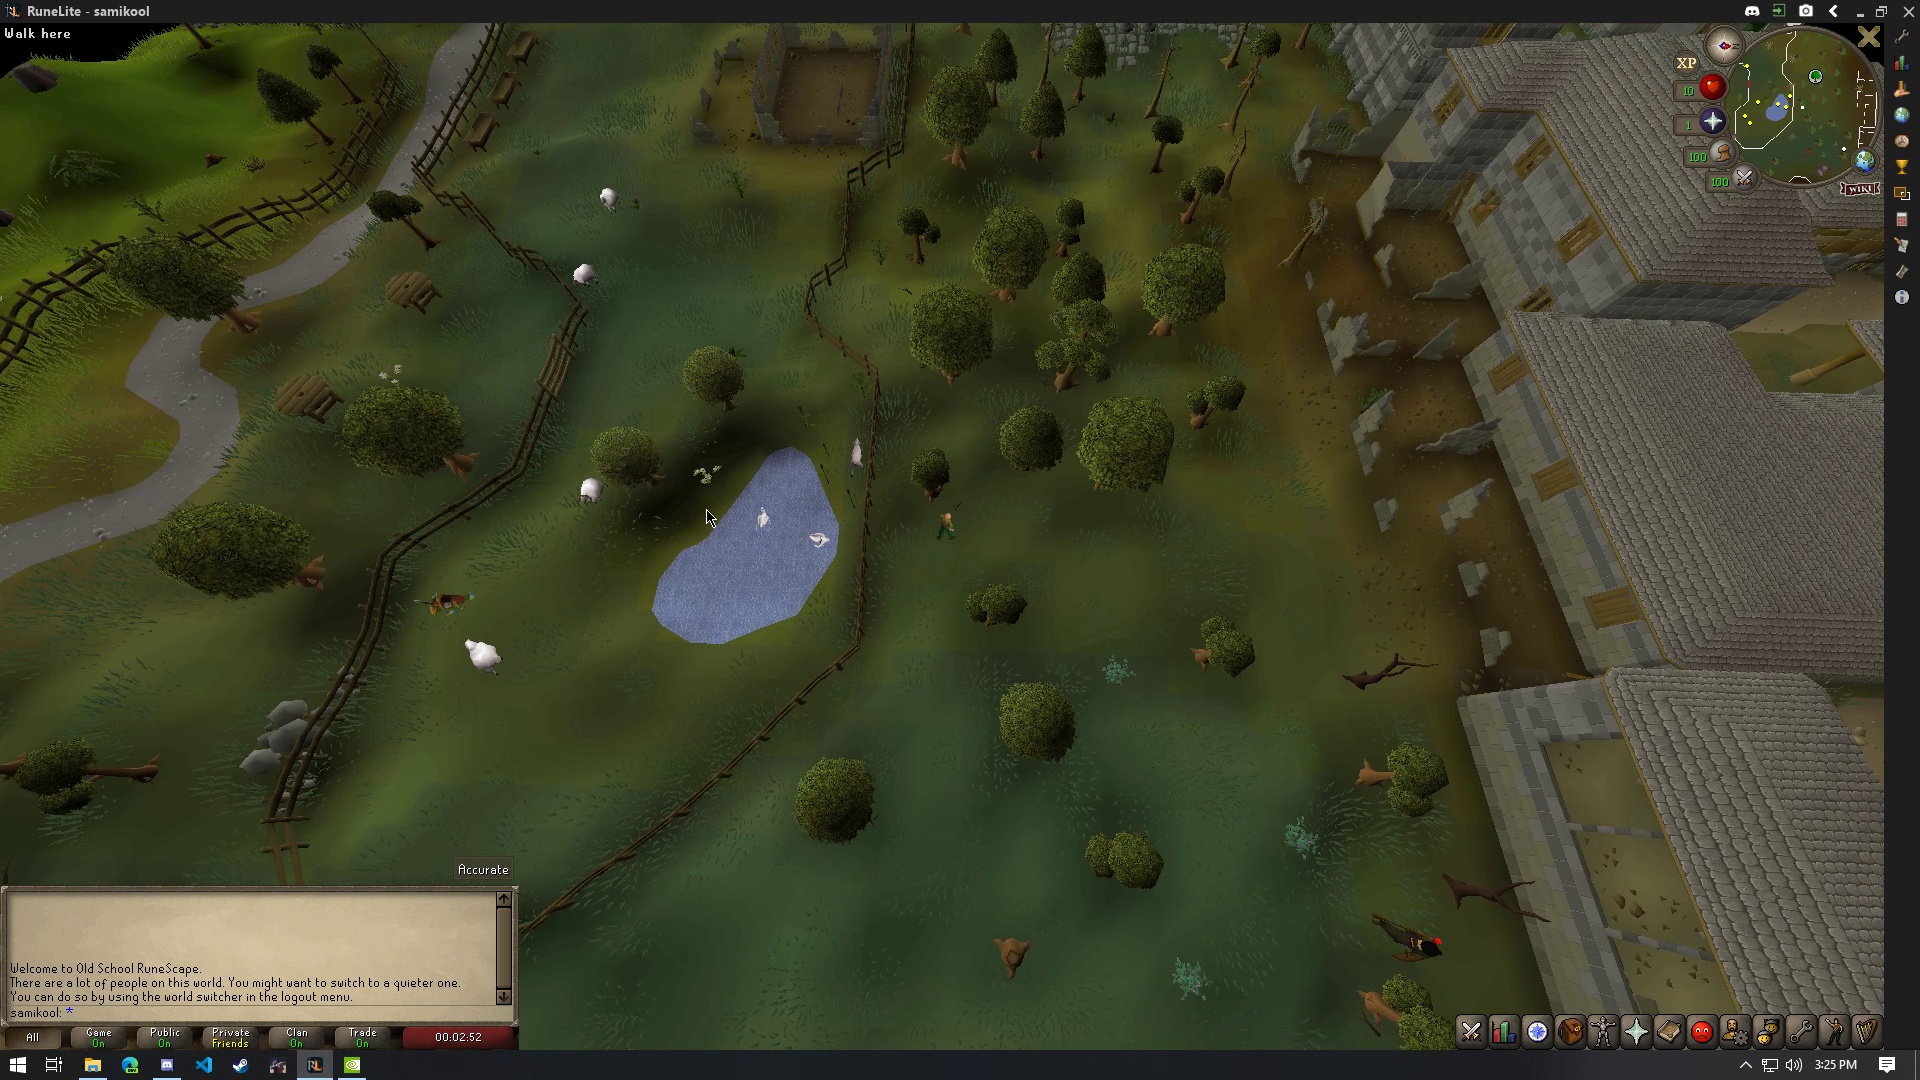 RuneLite - samikool
Walk here
XP
10
1
100
100
WIKI
Accurate
Welcome to Old School RuneScape.
There are a lot of people on this world. You might want to switch to a quieter one.
You can do so by using the world switcher in the logout menu.
samikool: *
All
Game
On
Public
On
Private
Friends
Clan
On
Trade
On
00:02:52
3:25 PM